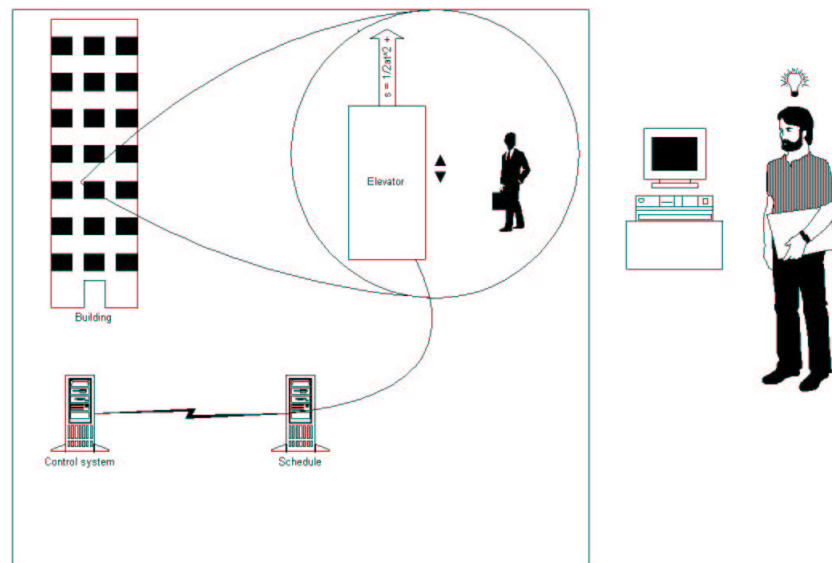 s = 1/2at^2 +
Elevator
Building
Control system
Schedule